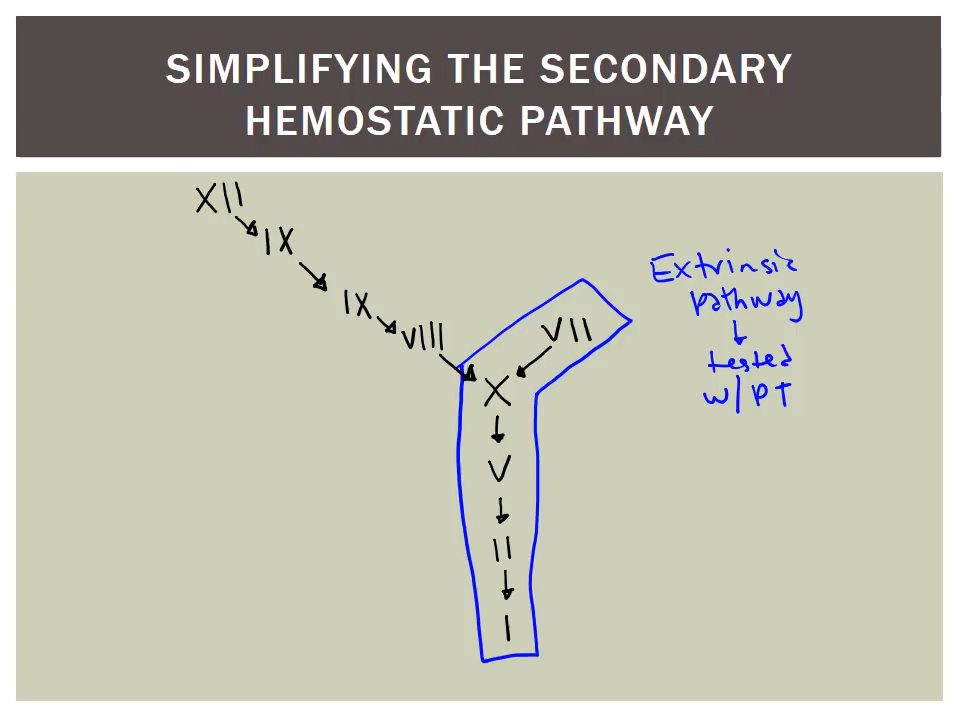 SIMPLIFYING THE SECONDARY
HEMOSTATIC PATHWAY
XII
IX
IX
VIII
VII
X
V
II
I
Extrinsic
pathway
tested
w/ PT